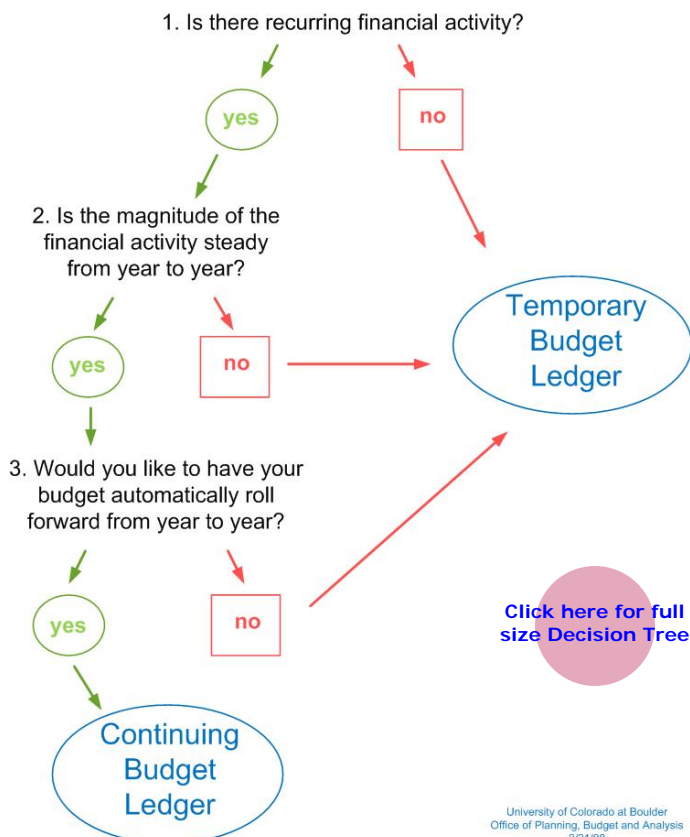 1. Is there recurring financial activity?
yes
no
2. Is the magnitude of the
financial activity steady
from year to year?
Temporary
Budget
Ledger
yes
no
3. Would you like to have your
budget automatically roll
forward from year to year?
yes
no
Click here for full
size Decision Tree
Continuing
Budget
Ledger
University of Colorado at Boulder
Office of Planning, Budget and Analysis